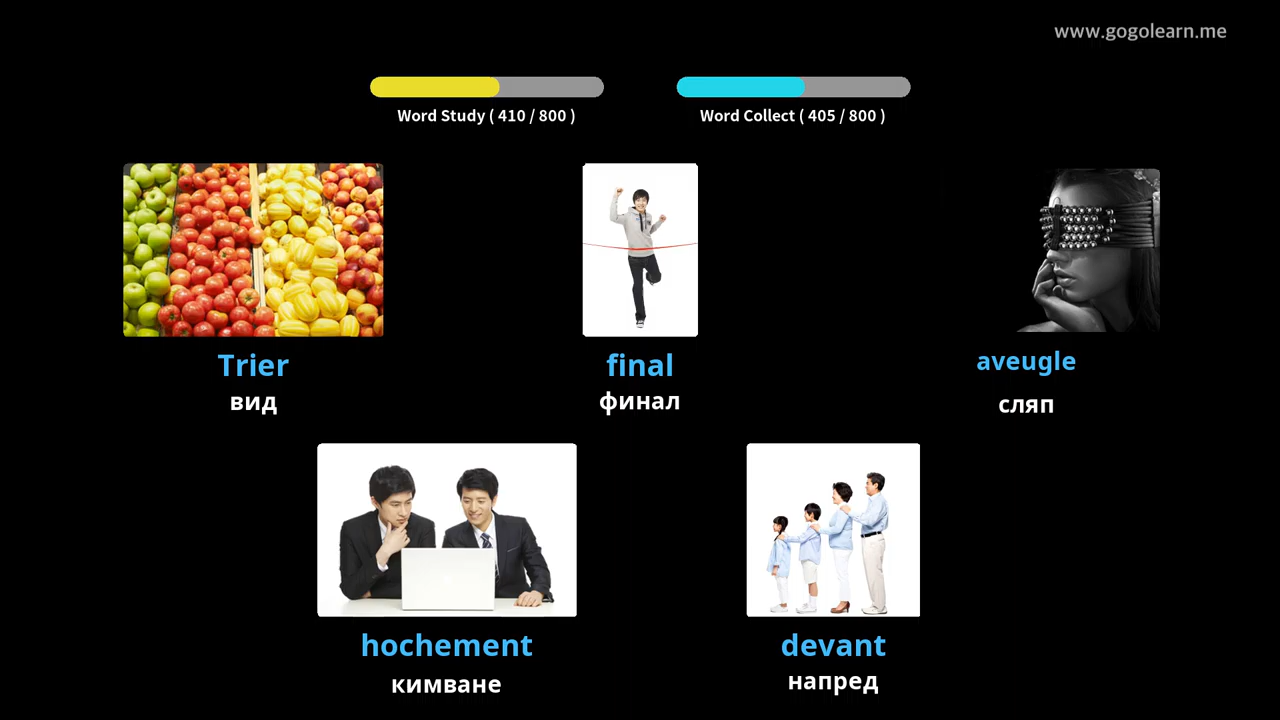 www.gogolearn.me
Word Study ( 410 / 800 )
Word Collect ( 405 / 800 )
Trier
вид
final
финал
aveugle
сляп
hochement
кимване
devant
напред